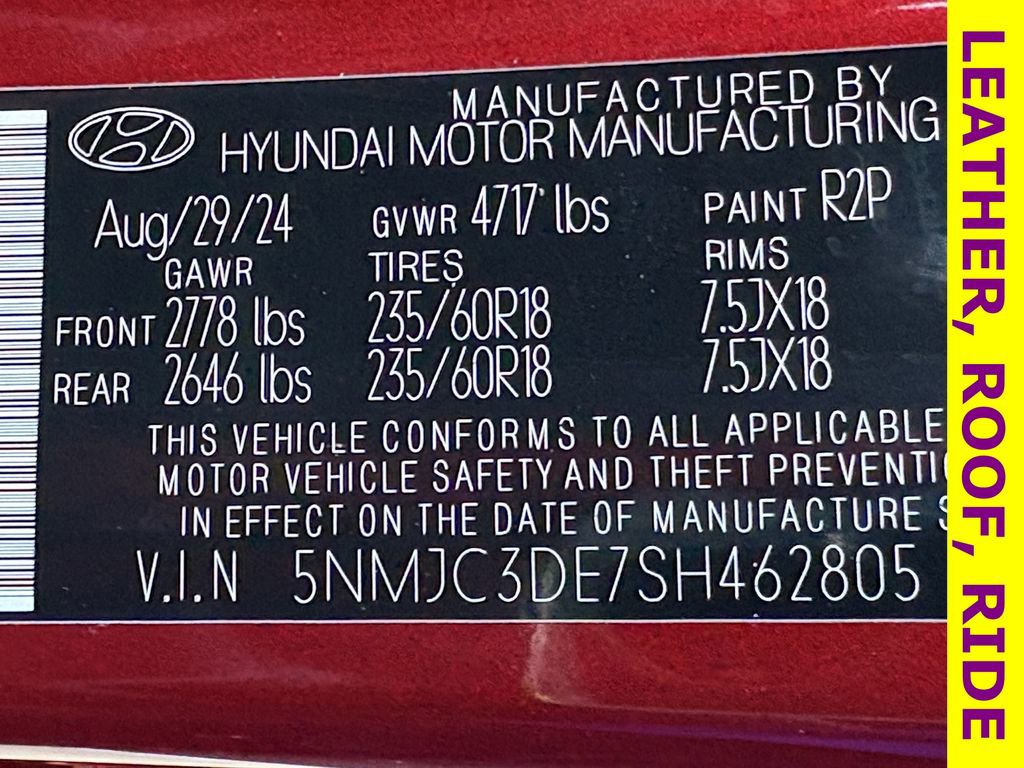 MANUFACTURED BY
HYUNDAI MOTOR MANUFACTURING
Aug/29/24 GVWR 4717 lbs PAINT R2P
GAWR TIRES RIMS
FRONT 2778 lbs 235/60R18 7.5JX18
REAR 2646 lbs 235/60R18 7.5JX18
THIS VEHICLE CONFORMS TO ALL APPLICABLE
MOTOR VEHICLE SAFETY AND THEFT PREVENTI
IN EFFECT ON THE DATE OF MANUFACTURE S
V.I.N 5NMJC3DE7SH462805
LEATHER, ROOF, RIDE